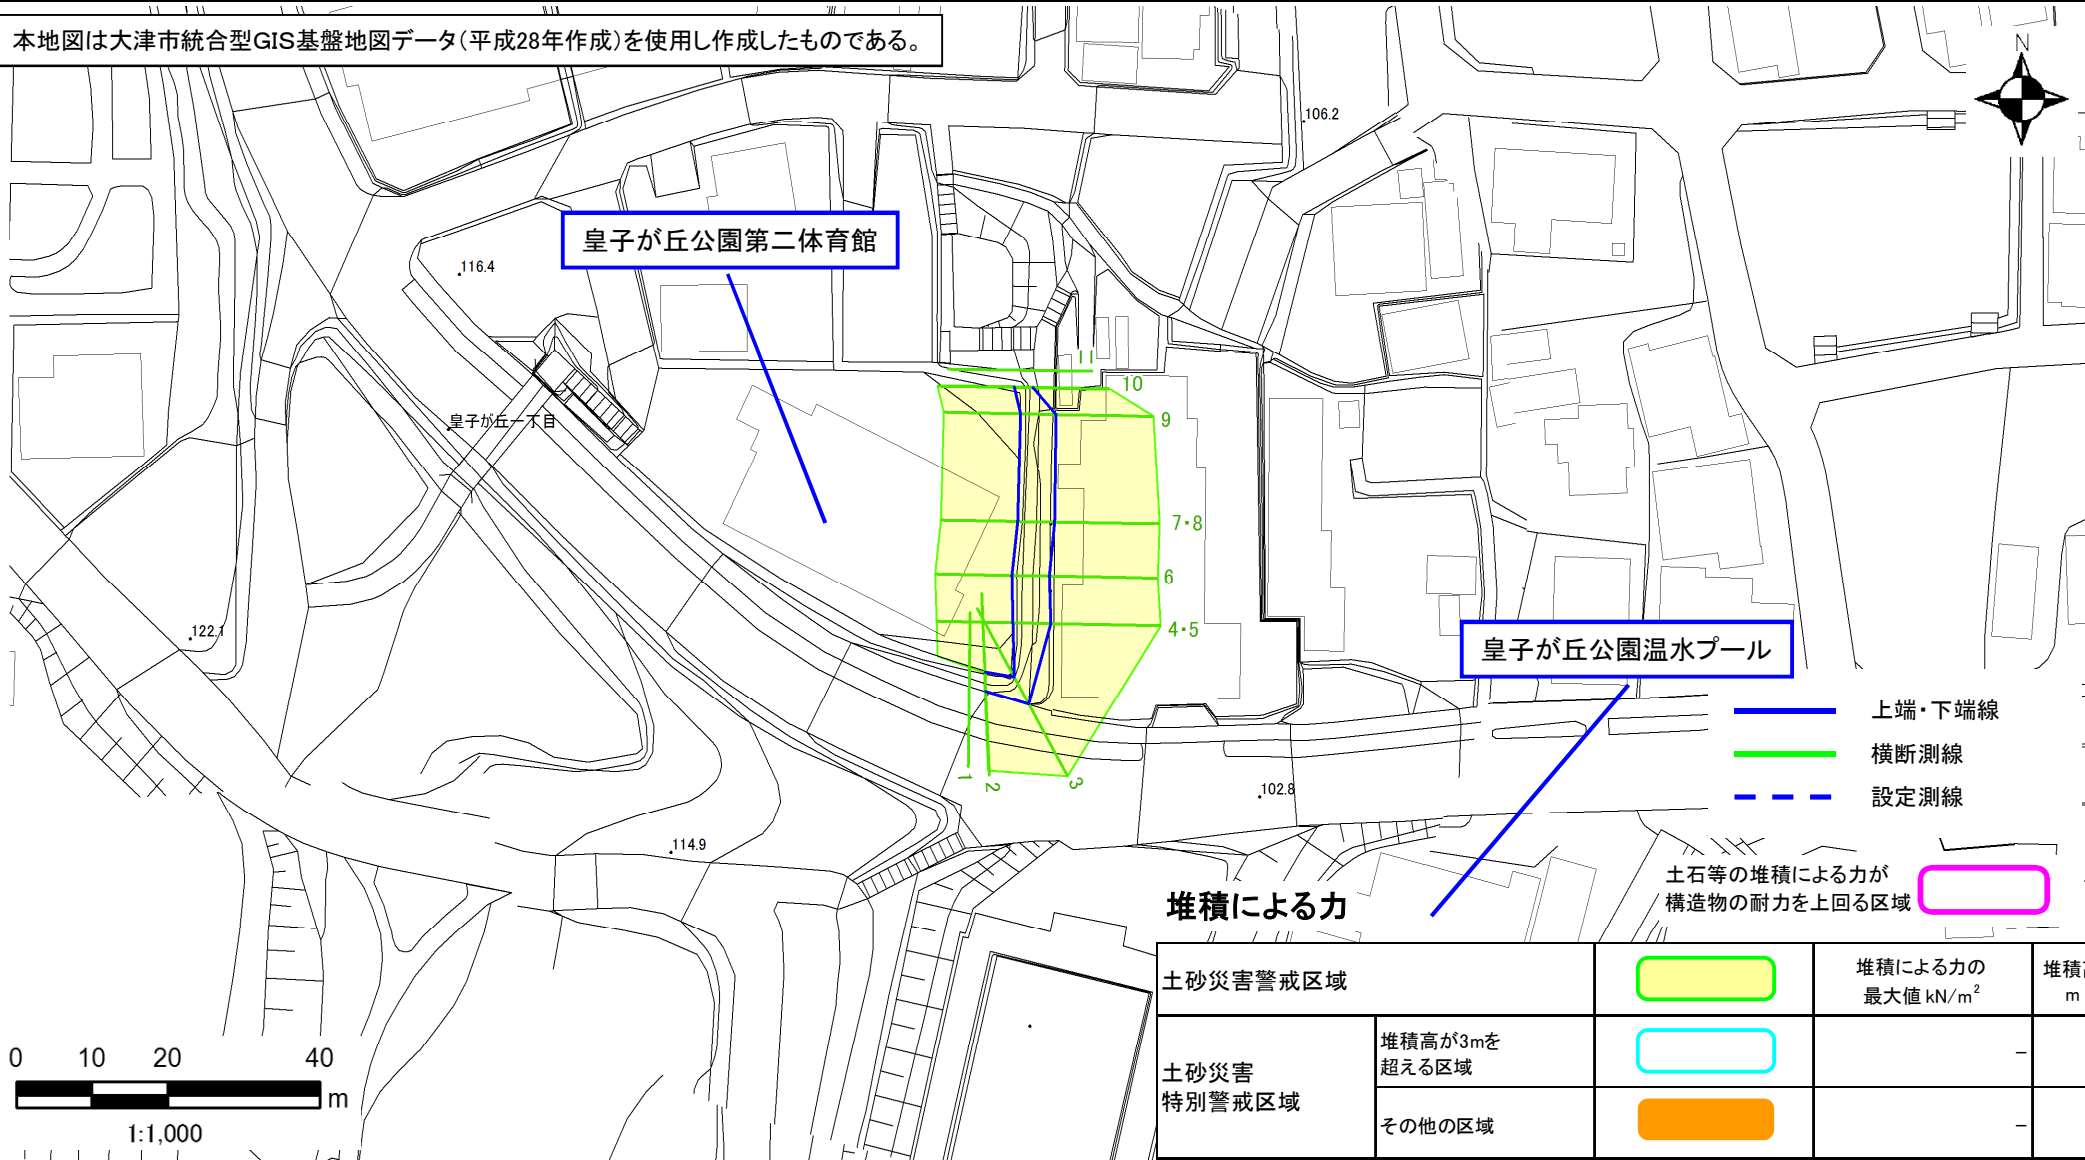 本地図は大津市統合型GIS基盤地図データ(平成28年作成)を使用し作成したものである。
N
106.2
皇子が丘公園第二体育館
116.4
11
10
9
皇子が丘一丁目
7・8
6
4・5
122.1
皇子が丘公園温水プール
上端・下端線
横断測線
設定測線
1
2
3
102.8
114.9
土石等の堆積による力が
構造物の耐力を上回る区域
堆積による力
土砂災害警戒区域
堆積による力の
最大値 kN/m²
堆積高
m
土砂災害
特別警戒区域
堆積高が3mを
超える区域
-
その他の区域
-
0 10 20 40
m
1:1,000